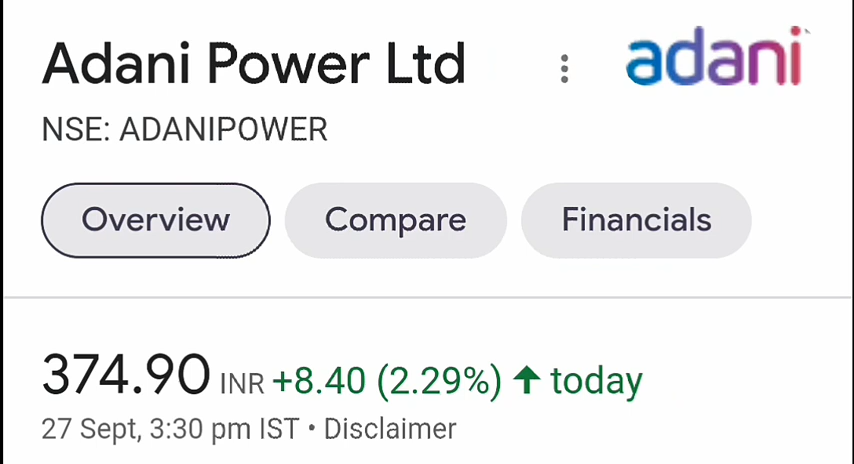 Adani Power Ltd
adani
NSE: ADANIPOWER
Overview Compare Financials
374.90 INR +8.40 (2.29%) ↑ today
27 Sept, 3:30 pm IST • Disclaimer